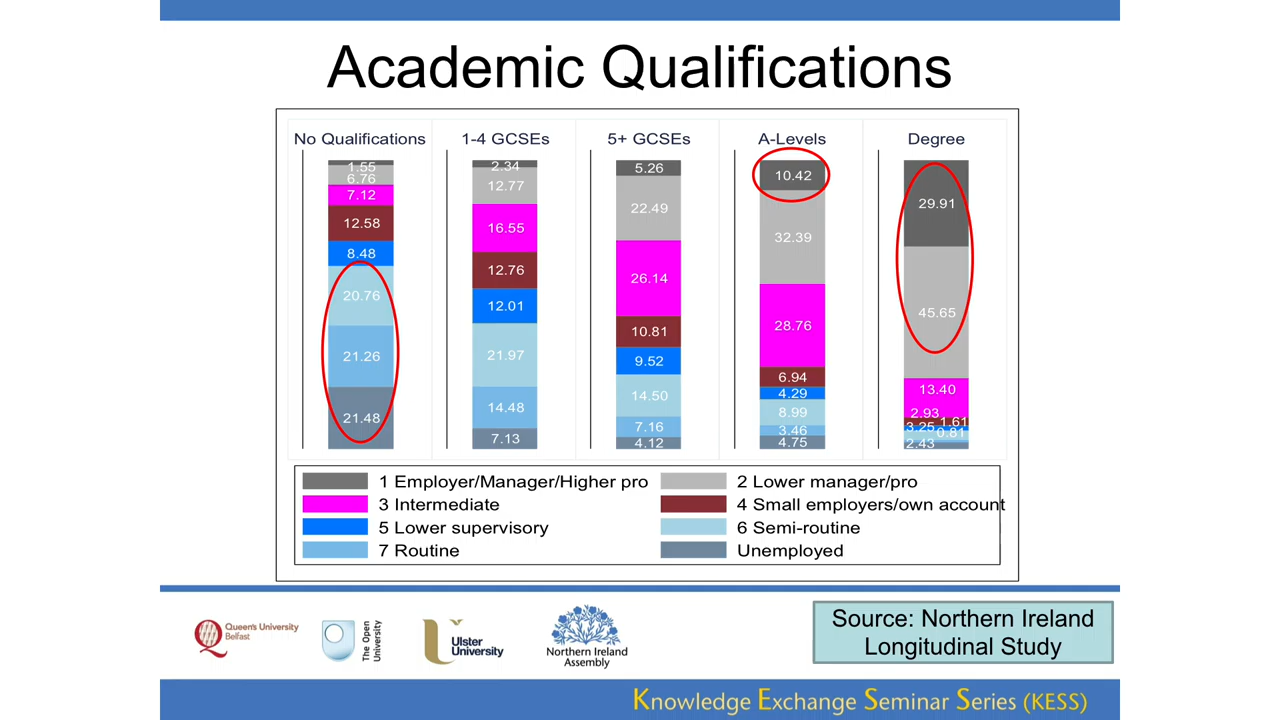 Academic Qualifications
No Qualifications
1-4 GCSEs
5+ GCSEs
A-Levels
Degree
1.55
6.76
7.12
12.58
8.48
20.76
21.26
21.48
2.34
12.77
16.55
12.76
12.01
21.97
14.48
7.13
5.26
22.49
26.14
10.81
9.52
14.50
7.16
4.12
10.42
32.39
28.76
6.94
4.29
8.99
3.46
4.75
29.91
45.65
13.40
2.93
1.61
3.25
0.81
2.43
1 Employer/Manager/Higher pro
2 Lower manager/pro
3 Intermediate
4 Small employers/own account
5 Lower supervisory
6 Semi-routine
7 Routine
Unemployed
Queen's University
Belfast
The Open
University
Ulster
University
Northern Ireland
Assembly
Source: Northern Ireland
Longitudinal Study
Knowledge Exchange Seminar Series (KESS)